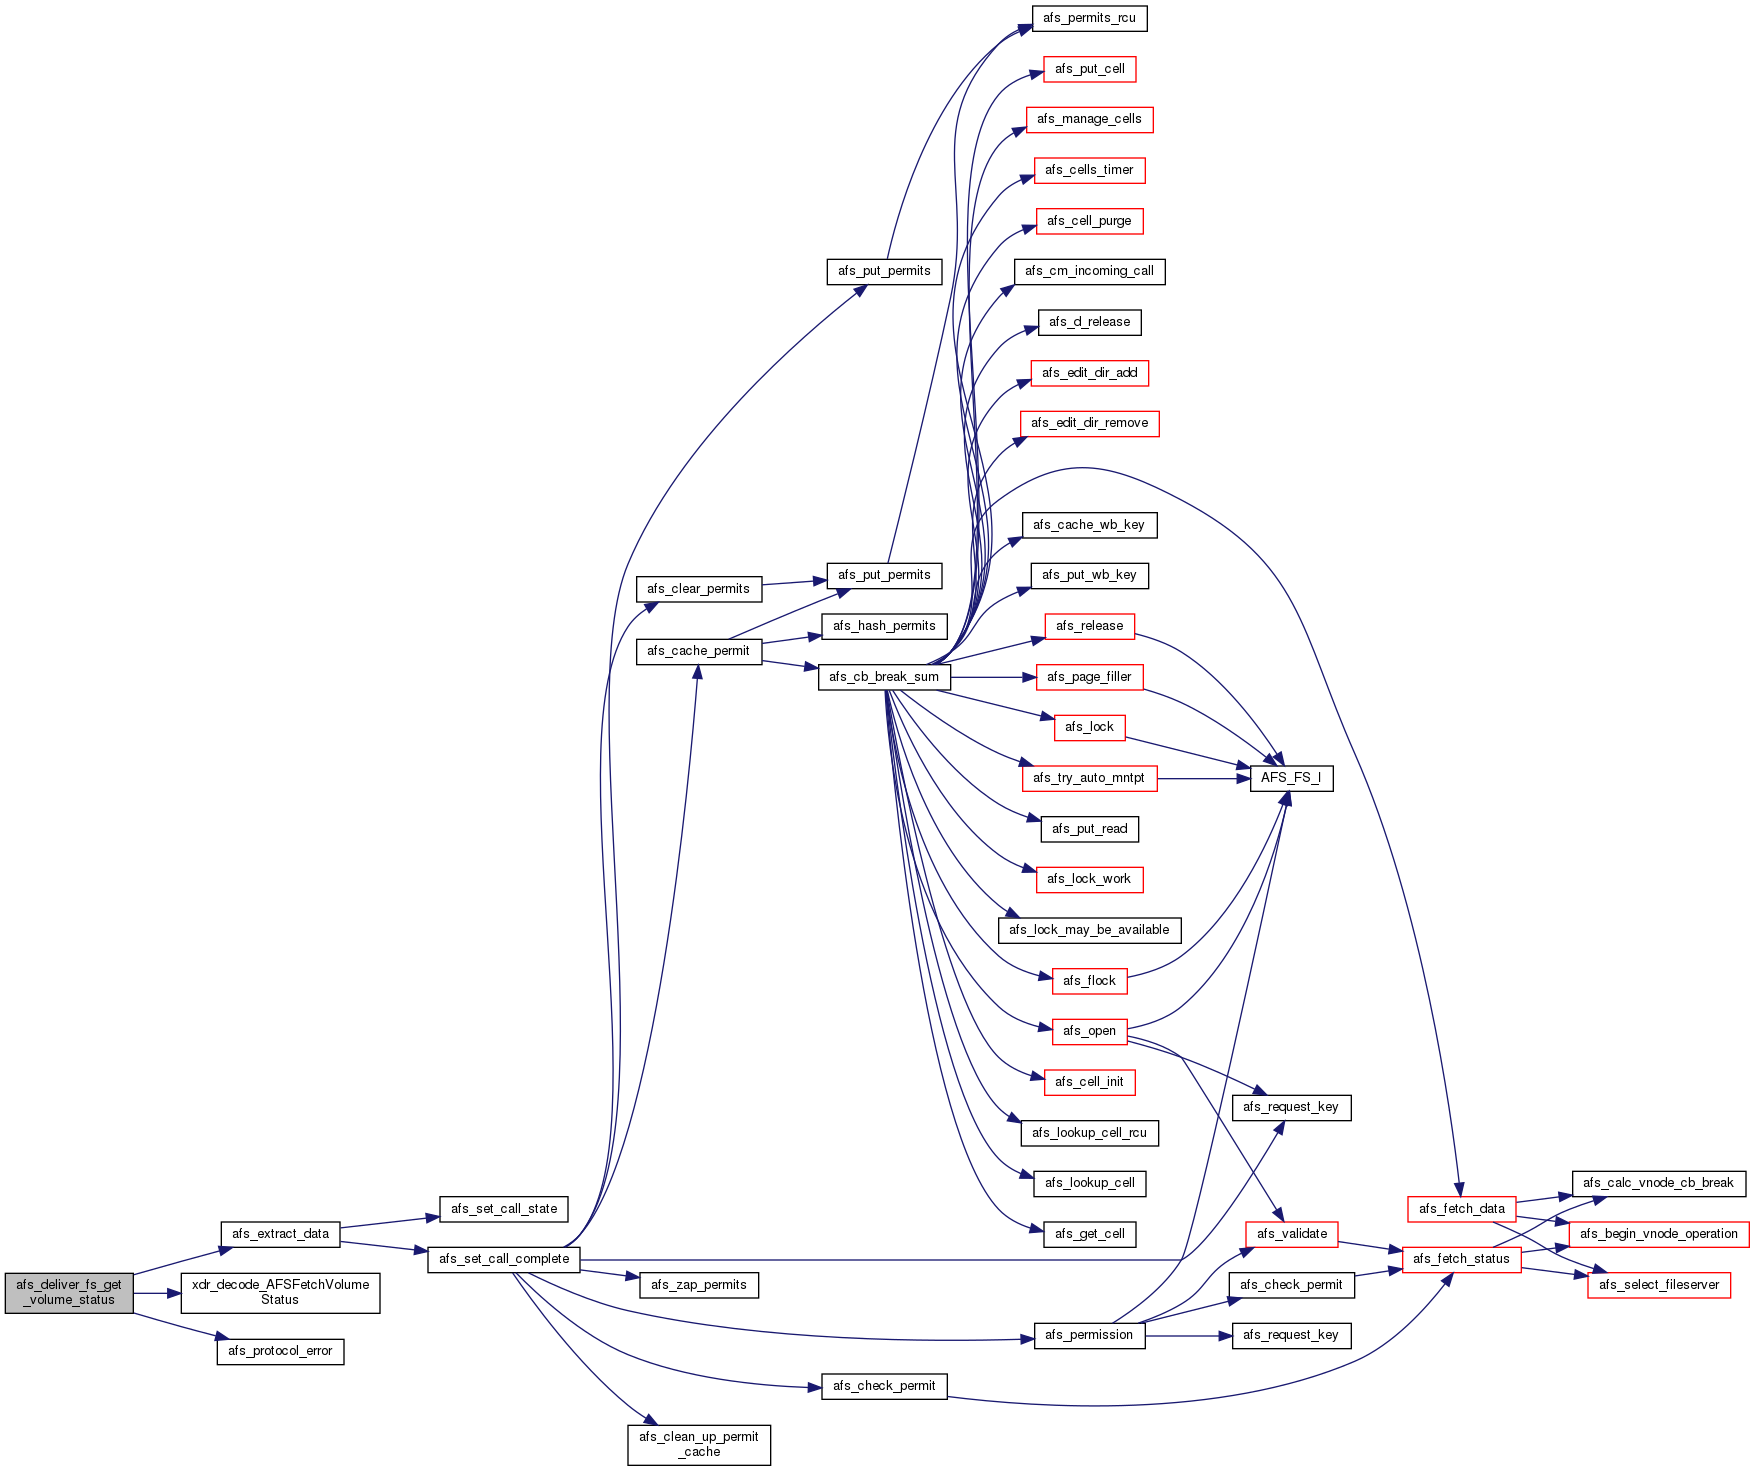 afs_permits_rcu
afs_put_cell
afs_manage_cells
afs_cells_timer
afs_cell_purge
afs_put_permits
afs_cm_incoming_call
afs_d_release
afs_edit_dir_add
afs_edit_dir_remove
afs_cache_wb_key
afs_put_permits
afs_put_wb_key
afs_clear_permits
afs_hash_permits
afs_release
afs_cache_permit
afs_cb_break_sum
afs_page_filler
afs_lock
afs_try_auto_mntpt
AFS_FS_I
afs_put_read
afs_lock_work
afs_lock_may_be_available
afs_flock
afs_open
afs_cell_init
afs_request_key
afs_lookup_cell_rcu
afs_lookup_cell
afs_calc_vnode_cb_break
afs_set_call_state
afs_fetch_data
afs_extract_data
afs_get_cell
afs_validate
afs_begin_vnode_operation
afs_set_call_complete
afs_fetch_status
afs_deliver_fs_get
_volume_status
xdr_decode_AFSFetchVolume
Status
afs_zap_permits
afs_check_permit
afs_select_fileserver
afs_protocol_error
afs_permission
afs_request_key
afs_check_permit
afs_clean_up_permit
_cache